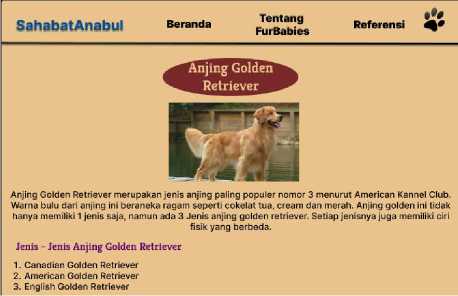 SahabatAnabul
Beranda
Tentang
FurBabies
Referensi
Anjing Golden
Retriever
Anjing Golden Retriever merupakan jenis anjing paling populer nomor 3 menurut American Kannel Club.
Warna bulu dari anjing ini beraneka ragam seperti cokelat tua, cream dan merah. Anjing golden ini tidak
hanya memiliki 1 jenis saja, namun ada 3 Jenis anjing golden retriever. Setiap jenisnya juga memiliki ciri
fisik yang berbeda.
Jenis - Jenis Anjing Golden Retriever
1. Canadian Golden Retriever
2. American Golden Retriever
3. English Golden Retriever